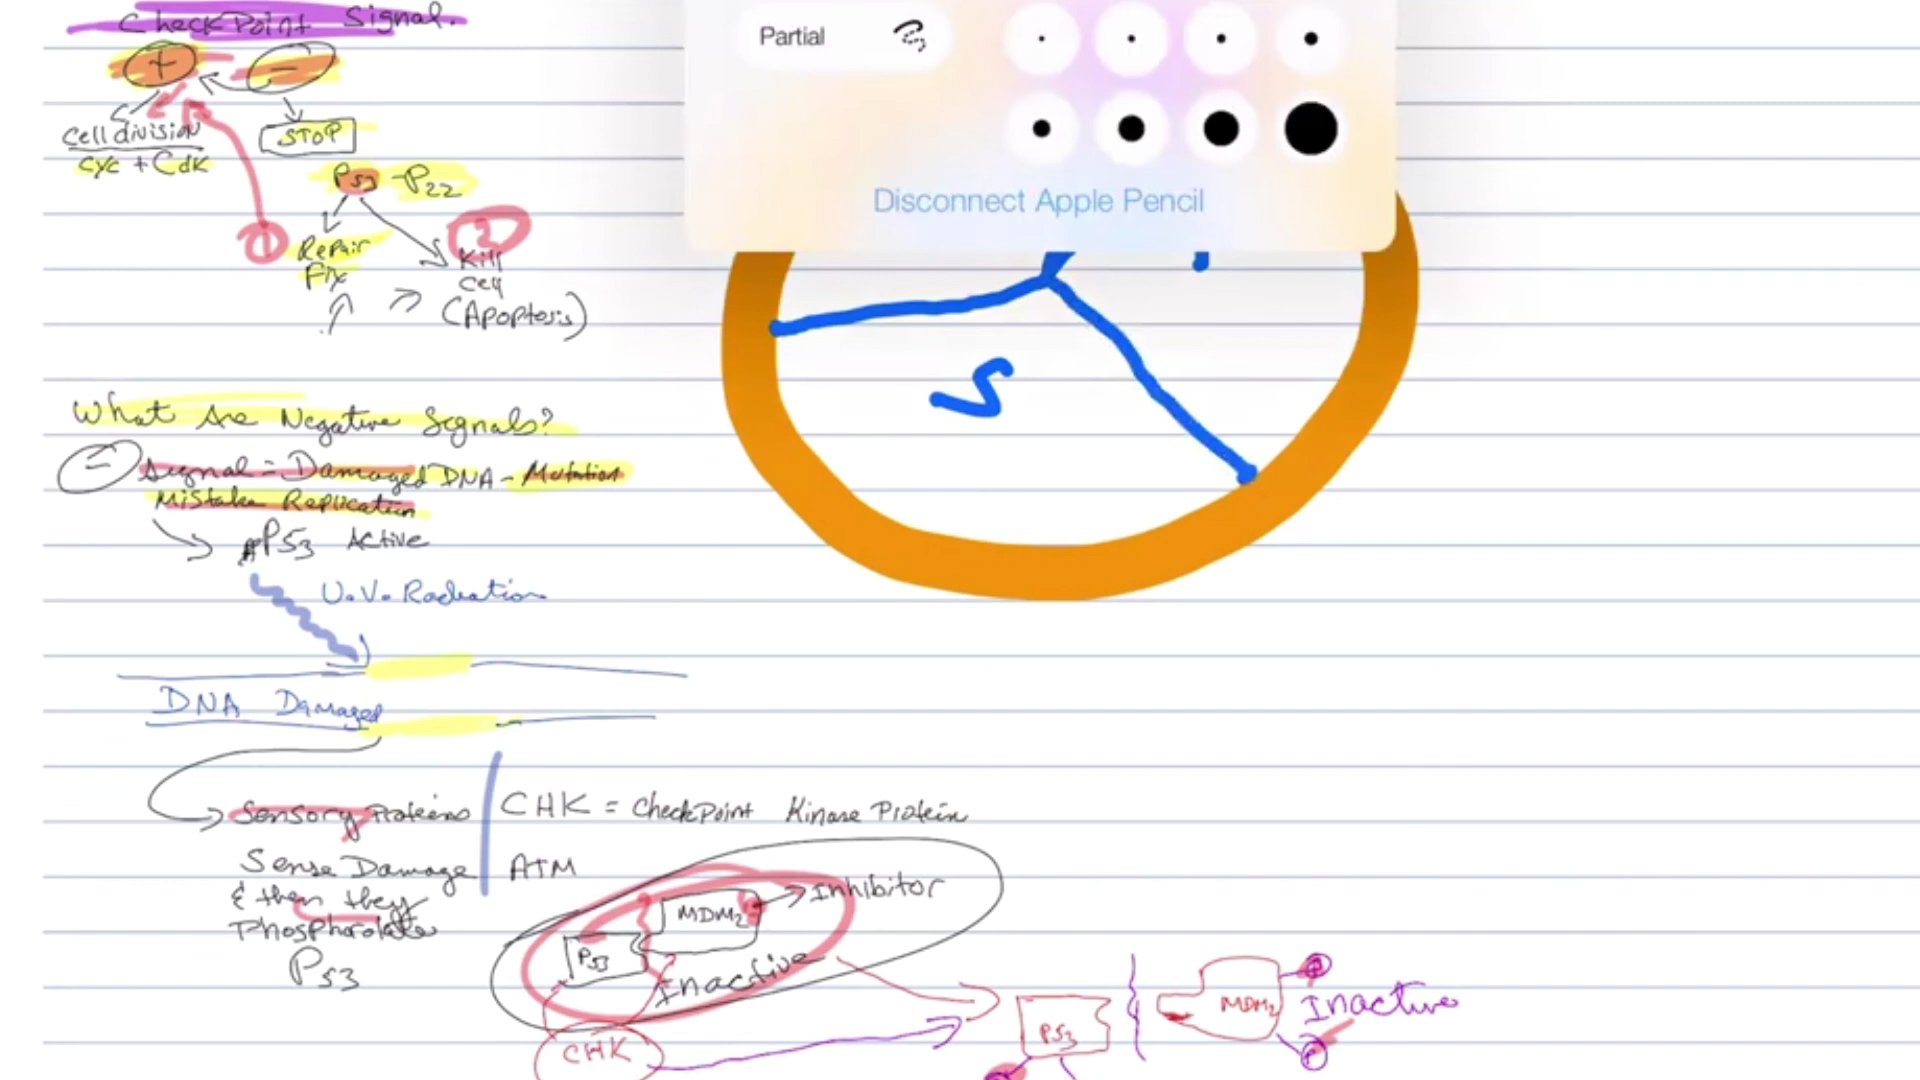 CheckPoint Signal.
+ −
Cell division
Cyc + Cdk
STOP
P53 - P22
1
Repair
Fix
2
Kill
Cell
(Apoptosis)
What Are Negative Signals?
− Signal = Damaged DNA - Mutation
Mistake Replication
P53 Active
U.V. Radiation
DNA Damaged
Sensory Proteins
Sense Damage
& then they
Phosphorolate
P53
CHK = CheckPoint Kinase Protein
ATM
MDM2 → Inhibitor
P53
Inactive
CHK
P53
MDM2
P
Inactive
P
Partial
Disconnect Apple Pencil
S